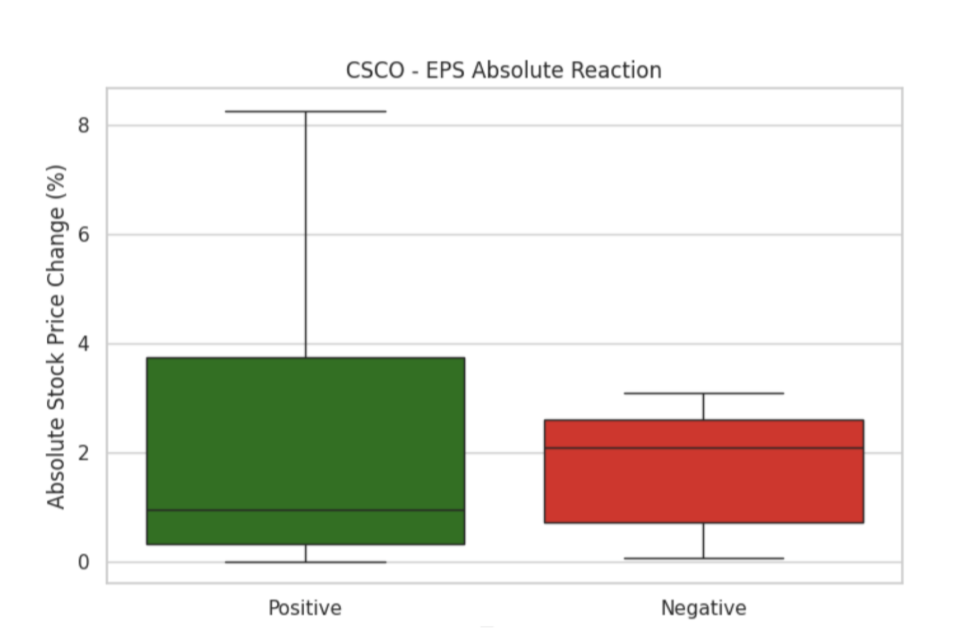 CSCO - EPS Absolute Reaction
Absolute Stock Price Change (%)
8
6
4
2
0
Positive
Negative